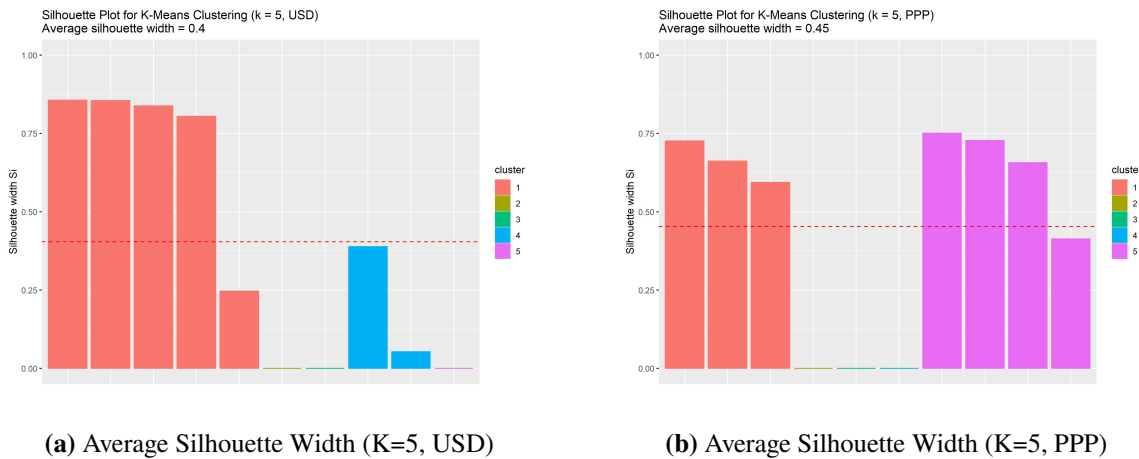 Silhouette Plot for K-Means Clustering (k = 5, USD)
Average silhouette width = 0.4
1.00
0.75
0.50
0.25
0.00
Silhouette width Si
cluster
1
2
3
4
5
(a) Average Silhouette Width (K=5, USD)
Silhouette Plot for K-Means Clustering (k = 5, PPP)
Average silhouette width = 0.45
1.00
0.75
0.50
0.25
0.00
Silhouette width Si
cluster
1
2
3
4
5
(b) Average Silhouette Width (K=5, PPP)